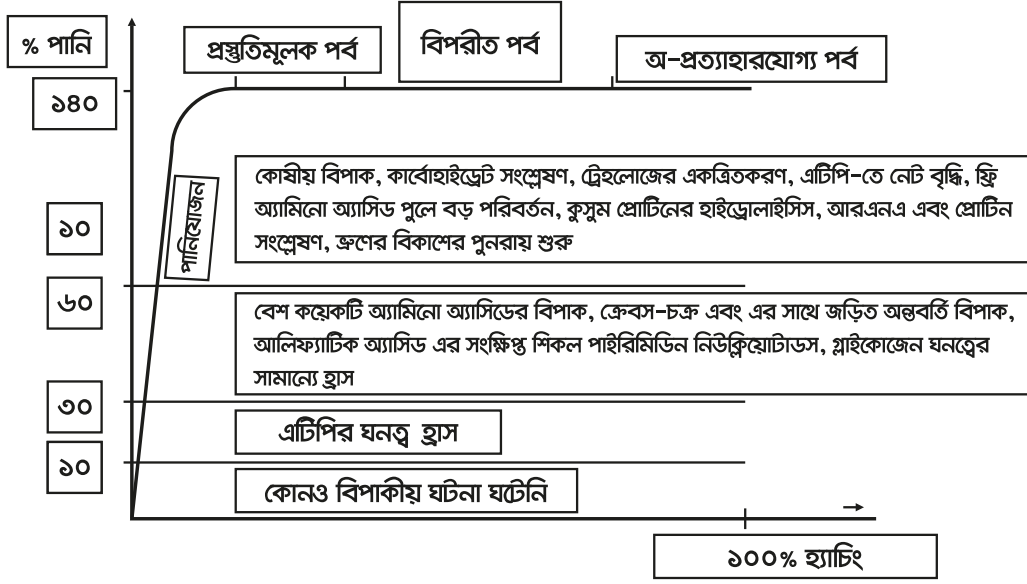 % পানি
প্রস্তুতিমূলক পর্ব
বিপরীত পর্ব
অ-প্রত্যাহারযোগ্য পর্ব
১৪০
পানিযোজন
কোষীয় বিপাক, কার্বোহাইড্রেট সংশ্লেষণ, ট্রেহলোজের একত্রিতকরণ, এটিপি-তে নেট বৃদ্ধি, ফ্রি
অ্যামিনো অ্যাসিড পুলে বড় পরিবর্তন, কুসুম প্রোটিনের হাইড্রোলাইসিস, আরএনএ এবং প্রোটিন
সংশ্লেষণ, ভ্রুণের বিকাশের পুনরায় শুরু
১০
৬০
বেশ কয়েকটি অ্যামিনো অ্যাসিডের বিপাক, ক্রেবস-চক্র এবং এর সাথে জড়িত অন্তবর্তি বিপাক,
আলিফ্যাটিক অ্যাসিড এর সংক্ষিপ্ত শিকল পাইরিমিডিন নিউক্লিয়োটাডস, গ্লাইকোজেন ঘনত্বের
সামান্যে হ্রাস
৩০
এটিপির ঘনত্ব হ্রাস
১০
কোনও বিপাকীয় ঘটনা ঘটেনি
১০০% হ্যাচিং